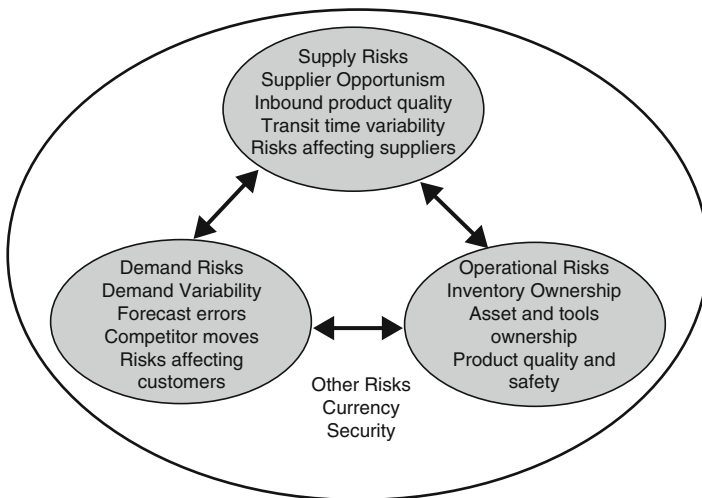 Supply Risks
Supplier Opportunism
Inbound product quality
Transit time variability
Risks affecting suppliers
Demand Risks
Demand Variability
Forecast errors
Competitor moves
Risks affecting
customers
Operational Risks
Inventory Ownership
Asset and tools
ownership
Product quality and
safety
Other Risks
Currency
Security